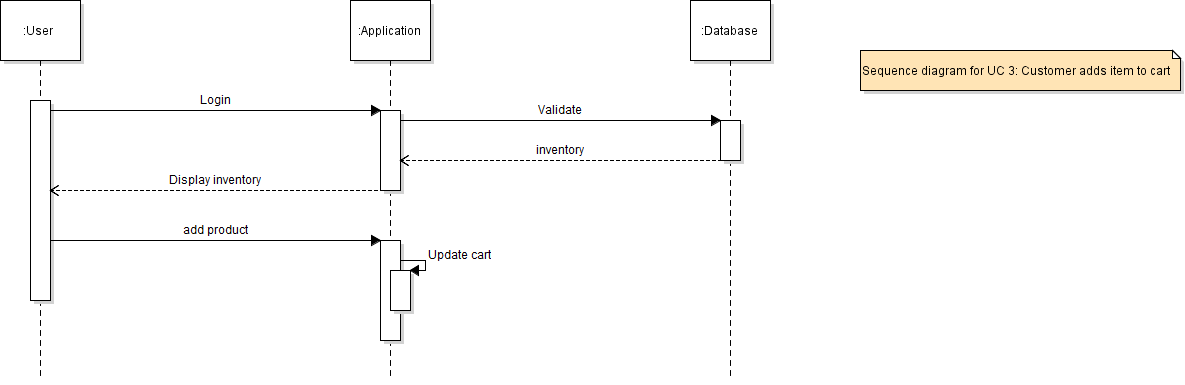 :User
:Application
:Database
Sequence diagram for UC 3: Customer adds item to cart
Login
Validate
inventory
Display inventory
add product
Update cart